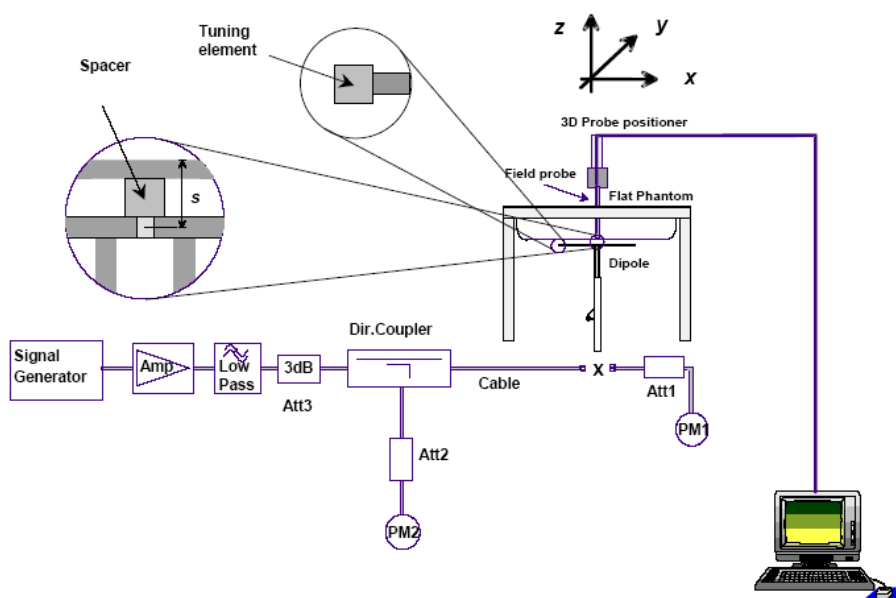 z
y
x
Tuning
element
Spacer
3D Probe positioner
Field probe
Flat Phantom
s
Dipole
Dir.Coupler
Signal
Generator
Amp
Low
Pass
3dB
Att3
Cable
X
Att1
PM1
Att2
PM2